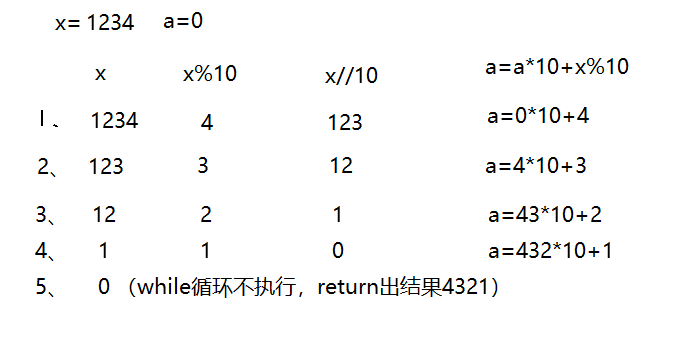 x= 1234 a=0
x x%10 x//10 a=a*10+x%10
1、 1234 4 123 a=0*10+4
2、 123 3 12 a=4*10+3
3、 12 2 1 a=43*10+2
4、 1 1 0 a=432*10+1
5、 0 （while循环不执行，return出结果4321）